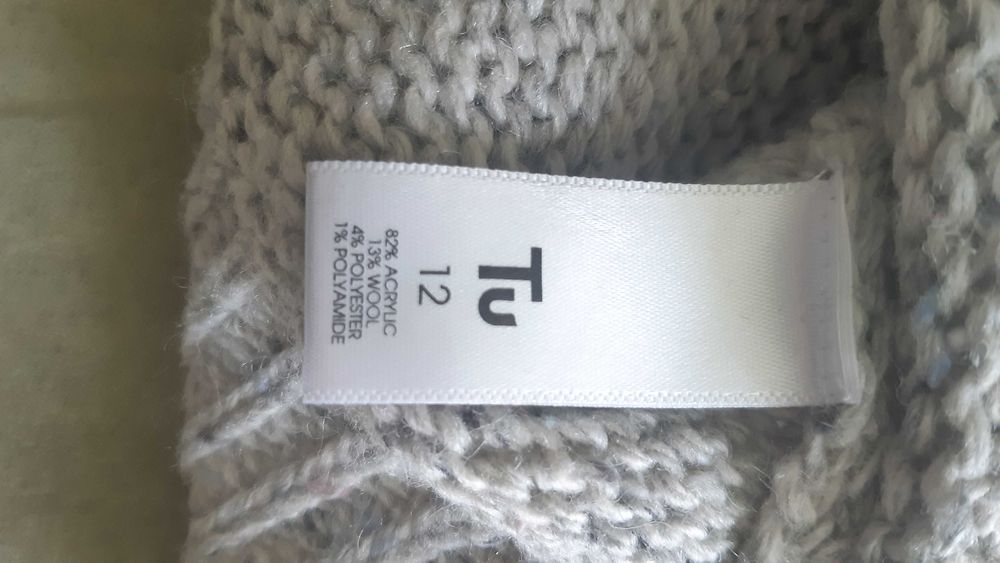 Tu
12
82% ACRYLIC
13% WOOL
4% POLYESTER
1% POLYAMIDE